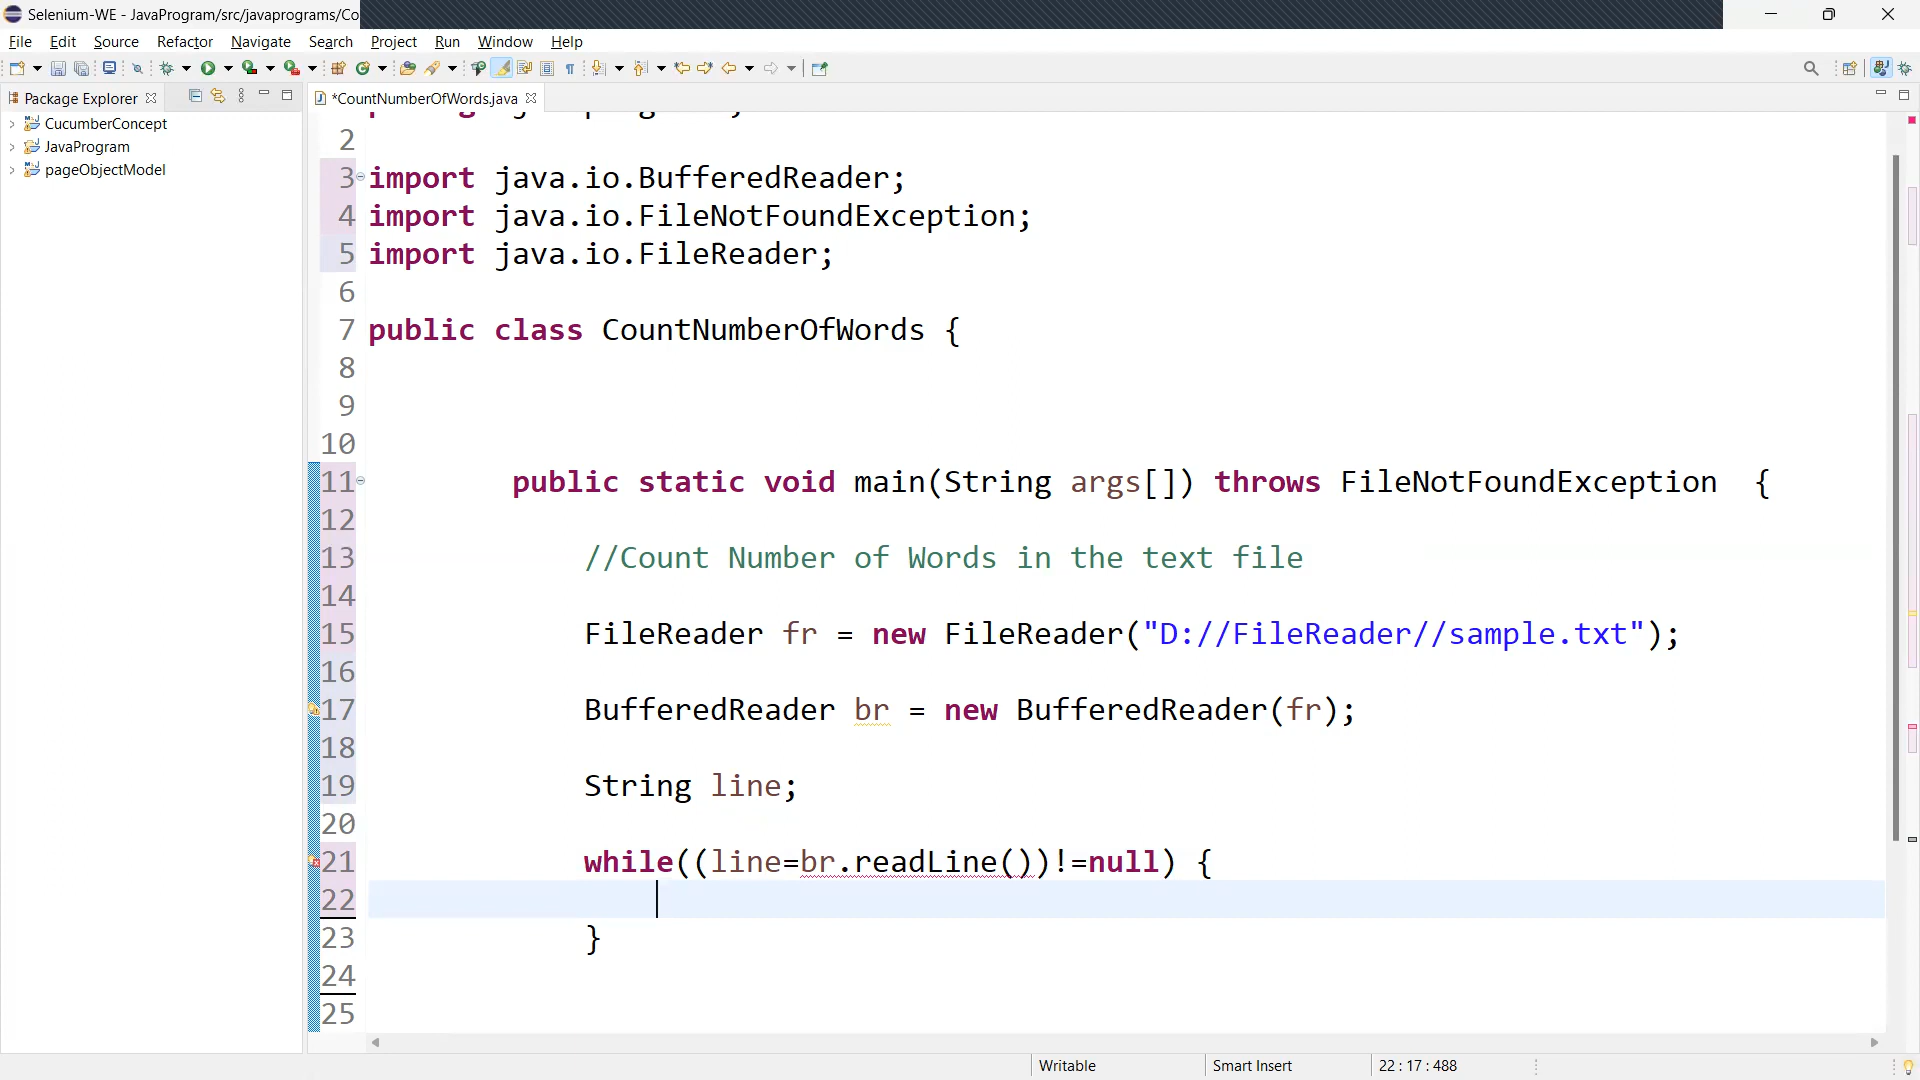 Selenium-WE - JavaProgram/src/javaprograms/Co
File Edit Source Refactor Navigate Search Project Run Window Help
Package Explorer
*CountNumberOfWords.java
CucumberConcept
JavaProgram
pageObjectModel
2
3 import java.io.BufferedReader;
4 import java.io.FileNotFoundException;
5 import java.io.FileReader;
6
7 public class CountNumberOfWords {
8
9
10
11 public static void main(String args[]) throws FileNotFoundException {
12
13 //Count Number of Words in the text file
14
15 FileReader fr = new FileReader("D://FileReader//sample.txt");
16
17 BufferedReader br = new BufferedReader(fr);
18
19 String line;
20
21 while((line=br.readLine())!=null) {
22
23 }
24
25
Writable Smart Insert 22 : 17 : 488